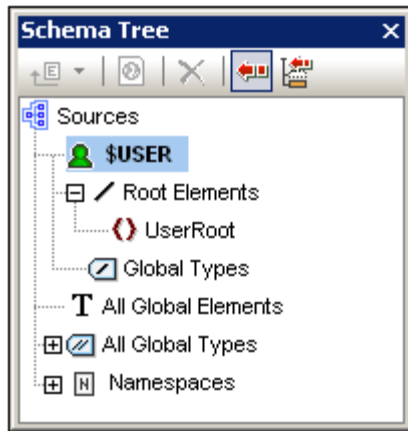 Schema Tree
Sources
$USER
Root Elements
UserRoot
Global Types
T All Global Elements
All Global Types
N Namespaces